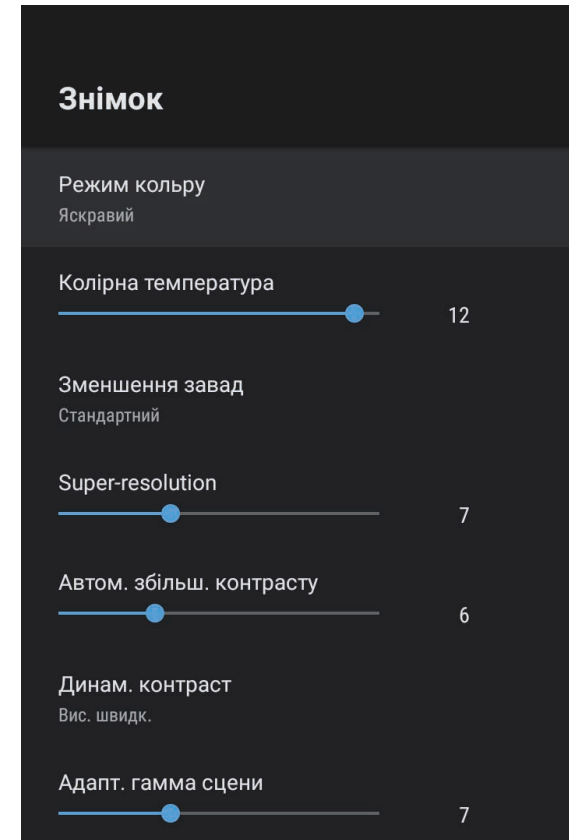 Знімок
Режим кольру
Яскравий
Колірна температура
12
Зменшення завад
Стандартний
Super-resolution
7
Автом. збільш. контрасту
6
Динам. контраст
Вис. швидк.
Адапт. гамма сцени
7